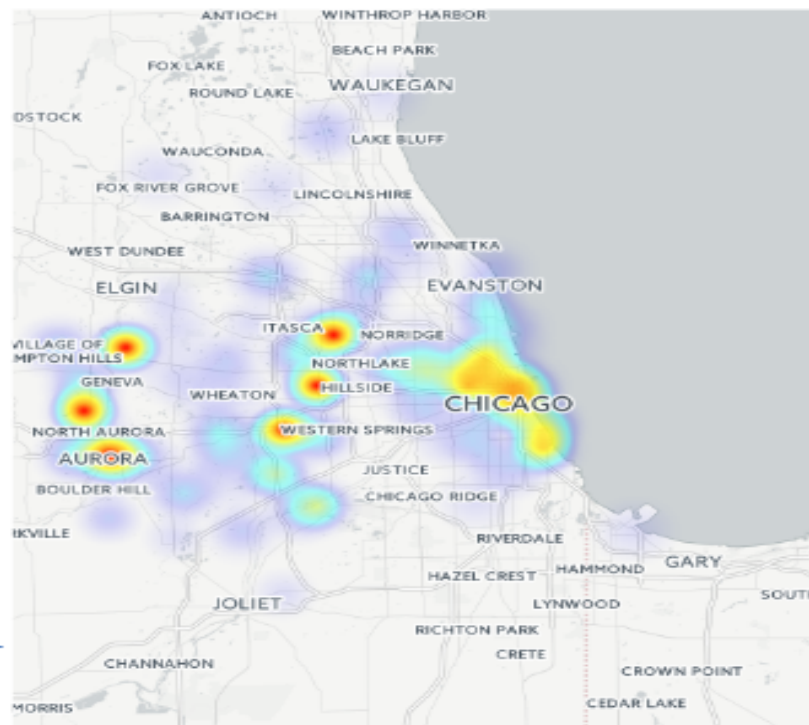 ANTIOCH WINTHROP HARBOR
BEACH PARK
FOX LAKE
WAUKEGAN
ROUND LAKE
DSTOCK
LAKE BLUFF
WAUCONDA
FOX RIVER GROVE
LINCOLNSHIRE
BARRINGTON
WINNETKA
WEST DUNDEE
EVANSTON
ELGIN
ITASCA
NORRIDGE
VILLAGE OF
MPTON HILLS
NORTHLAKE
GENEVA
HILLSIDE
WHEATON
CHICAGO
NORTH AURORA
WESTERN SPRINGS
AURORA
JUSTICE
BOULDER HILL
CHICAGO RIDGE
RKVILLE
RIVERDALE
GARY
HAMMOND
HAZEL CREST
SOUT
JOLIET
LYNWOOD
RICHTON PARK
CRETE
CHANNAHON
CROWN POINT
CEDAR LAKE
MORRIS